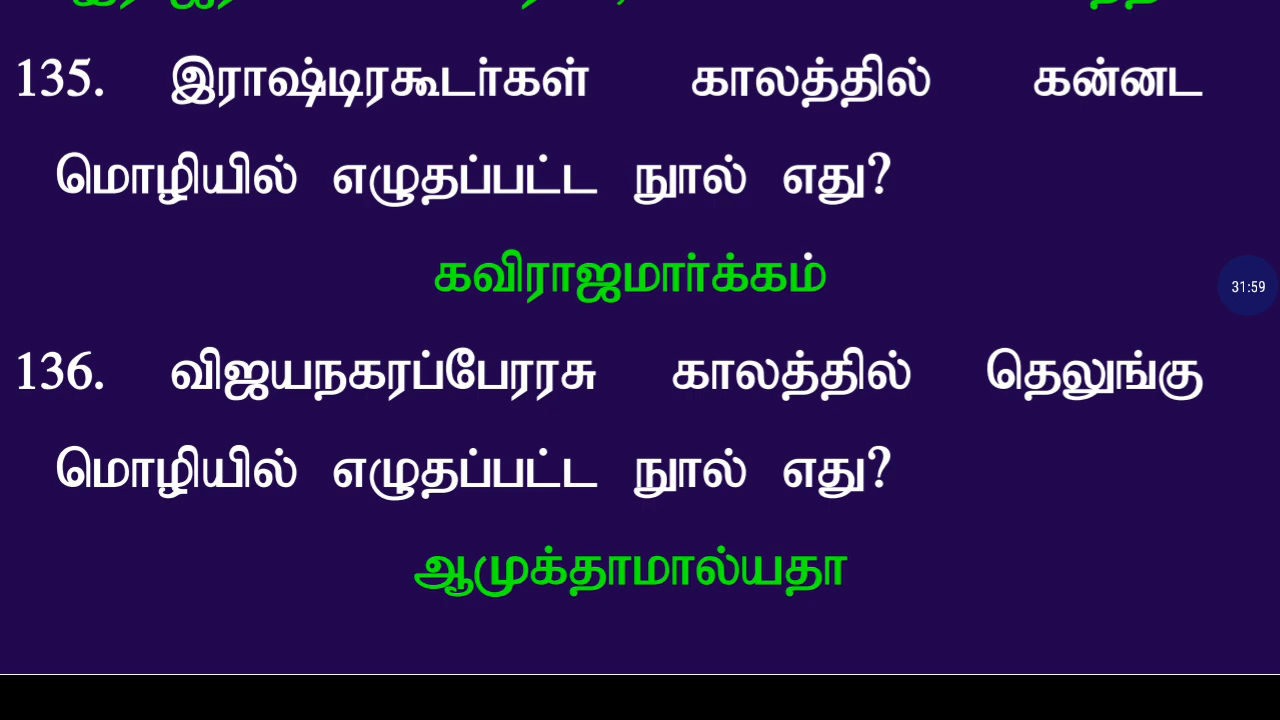 135. இராஷ்டிரகூடர்கள் காலத்தில் கன்னட
மொழியில் எழுதப்பட்ட நூல் எது?
கவிராஜமார்க்கம்
31:59
136. விஜயநகரப்பேரரசு காலத்தில் தெலுங்கு
மொழியில் எழுதப்பட்ட நூல் எது?
ஆமுக்தாமால்யதா